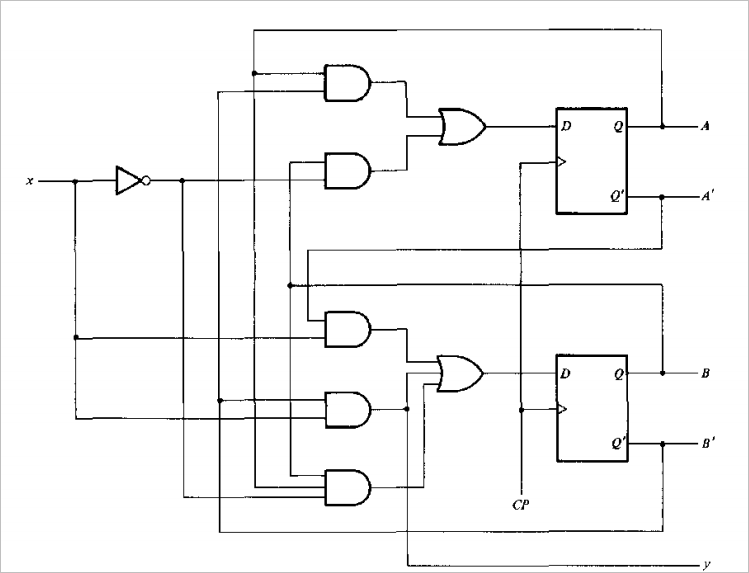 D Q A
x
Q' A'
D Q B
Q' B'
CP
y